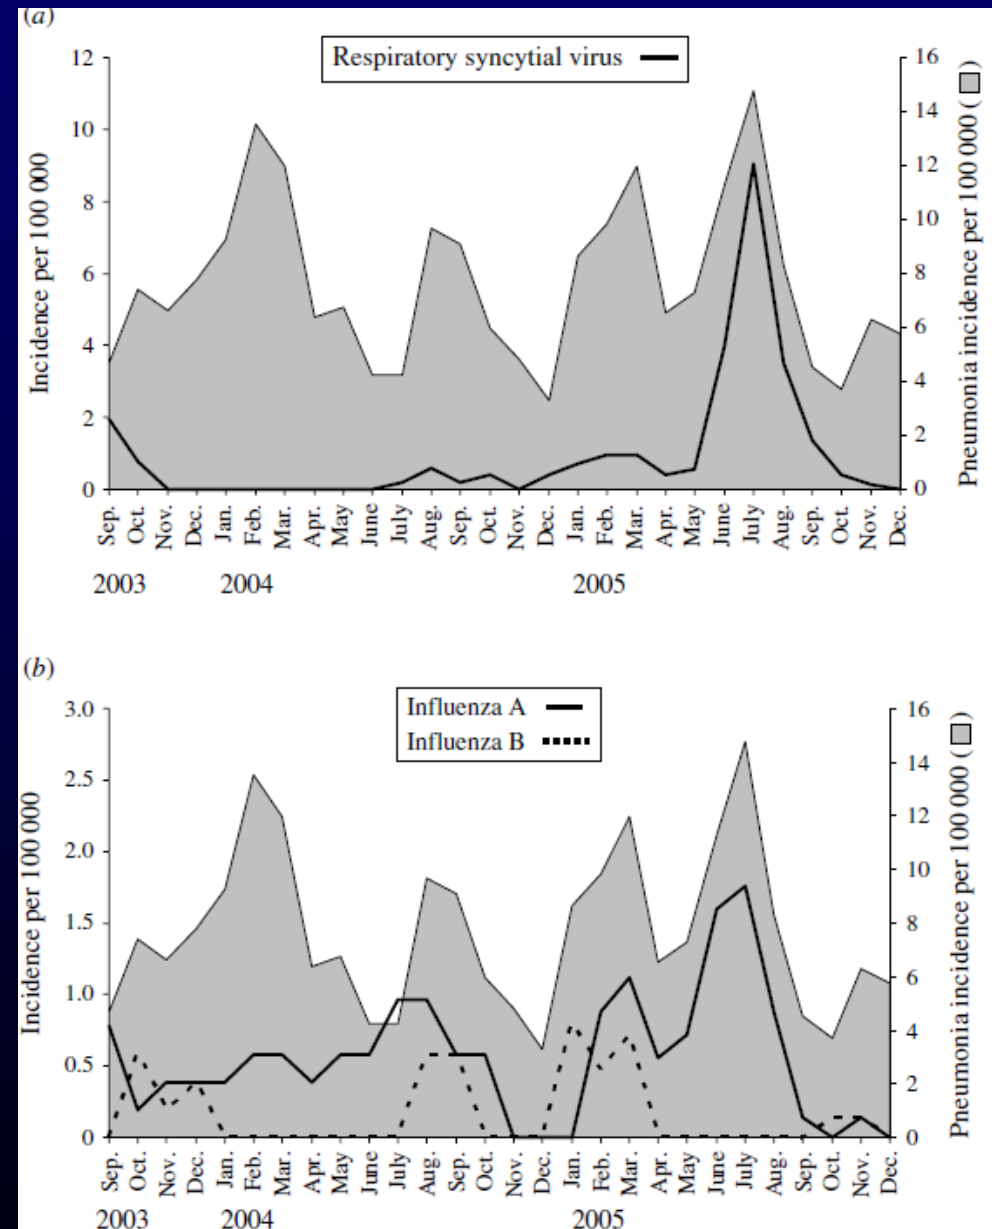 (a)
Respiratory syncytial virus
Incidence per 100 000
12
10
8
6
4
2
0
Pneumonia incidence per 100 000 ( )
16
14
12
10
8
6
4
2
0
Sep. Oct. Nov. Dec. Jan. Feb. Mar. Apr. May June July Aug. Sep. Oct. Nov. Dec. Jan. Feb. Mar. Apr. May June July Aug. Sep. Oct. Nov. Dec.
2003 2004 2005
(b)
Influenza A
Influenza B
Incidence per 100 000
3.0
2.5
2.0
1.5
1.0
0.5
0
Pneumonia incidence per 100 000 ( )
16
14
12
10
8
6
4
2
0
Sep. Oct. Nov. Dec. Jan. Feb. Mar. Apr. May June July Aug. Sep. Oct. Nov. Dec. Jan. Feb. Mar. Apr. May June July Aug. Sep. Oct. Nov. Dec.
2003 2004 2005